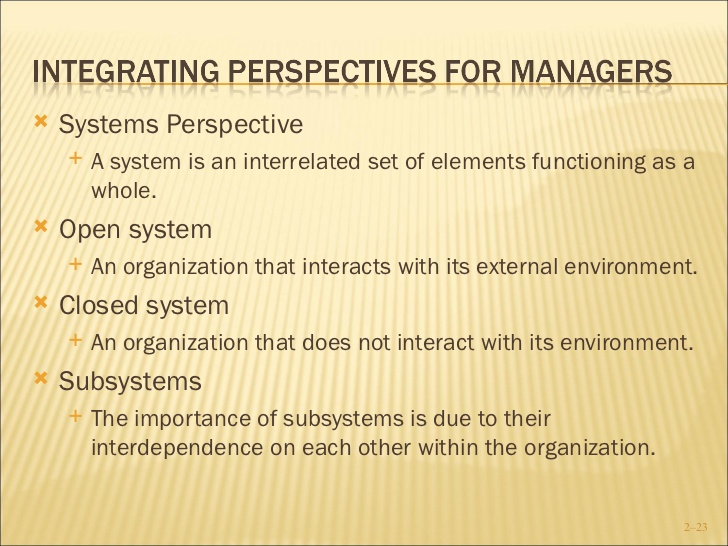 INTEGRATING PERSPECTIVES FOR MANAGERS
Systems Perspective
A system is an interrelated set of elements functioning as a
whole.
Open system
An organization that interacts with its external environment.
Closed system
An organization that does not interact with its environment.
Subsystems
The importance of subsystems is due to their
interdependence on each other within the organization.
2–23